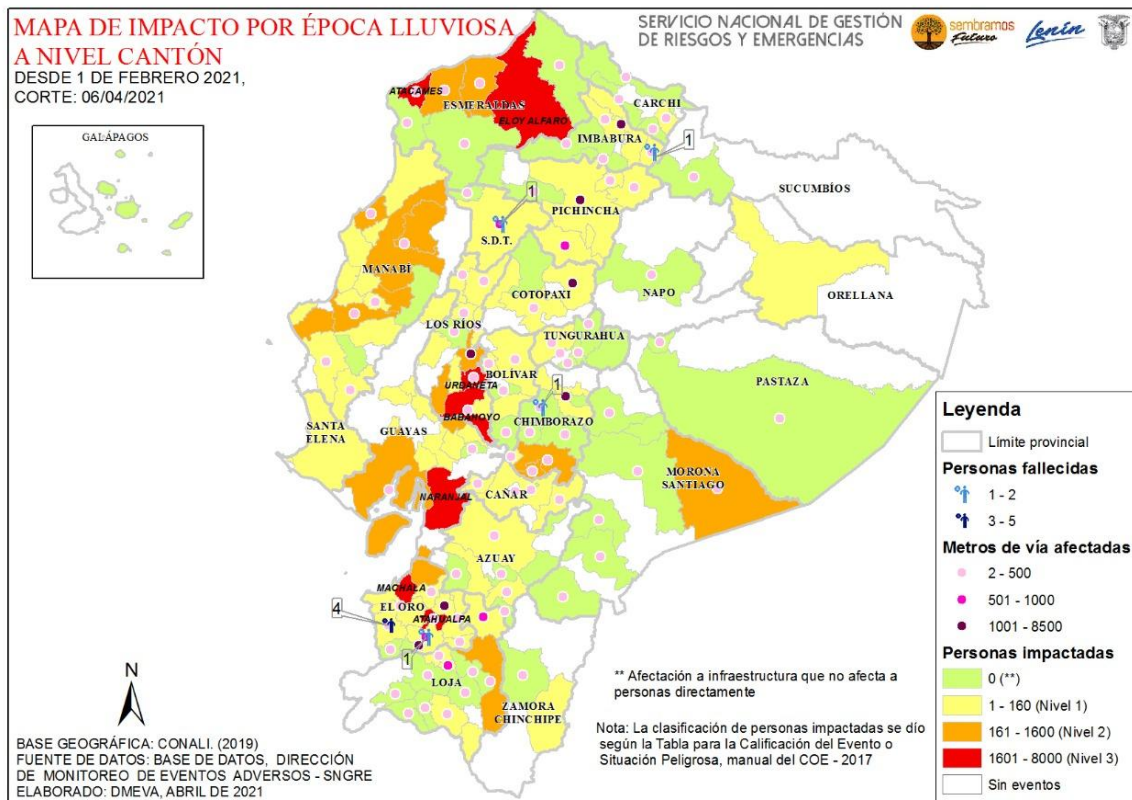 MAPA DE IMPACTO POR ÉPOCA LLUVIOSA
A NIVEL CANTÓN
DESDE 1 DE FEBRERO 2021,
CORTE: 06/04/2021
SERVICIO NACIONAL DE GESTIÓN
DE RIESGOS Y EMERGENCIAS
sembramos
Futuro
Lenín
GALÁPAGOS
ATACAMES
ESMERALDAS
ELOY ALFARO
CARCHI
IMBABURA
1
SUCUMBÍOS
1
PICHINCHA
S.D.T.
MANABÍ
COTOPAXI
NAPO
ORELLANA
LOS RÍOS
TUNGURAHUA
BOLÍVAR
URDANETA
1
PASTAZA
BABAHOYO
CHIMBORAZO
SANTA
ELENA
GUAYAS
MORONA
SANTIAGO
NARANJAL
CAÑAR
AZUAY
MACHALA
4
EL ORO
ATAHUALPA
1
LOJA
ZAMORA
CHINCHIPE
N
BASE GEOGRÁFICA: CONALI. (2019)
FUENTE DE DATOS: BASE DE DATOS, DIRECCIÓN
DE MONITOREO DE EVENTOS ADVERSOS - SNGRE
ELABORADO: DMEVA, ABRIL DE 2021
** Afectación a infraestructura que no afecta a
personas directamente
Nota: La clasificación de personas impactadas se dío
según la Tabla para la Calificación del Evento o
Situación Peligrosa, manual del COE - 2017
Leyenda
Límite provincial
Personas fallecidas
1 - 2
3 - 5
Metros de vía afectadas
2 - 500
501 - 1000
1001 - 8500
Personas impactadas
0 (**)
1 - 160 (Nivel 1)
161 - 1600 (Nivel 2)
1601 - 8000 (Nivel 3)
Sin eventos